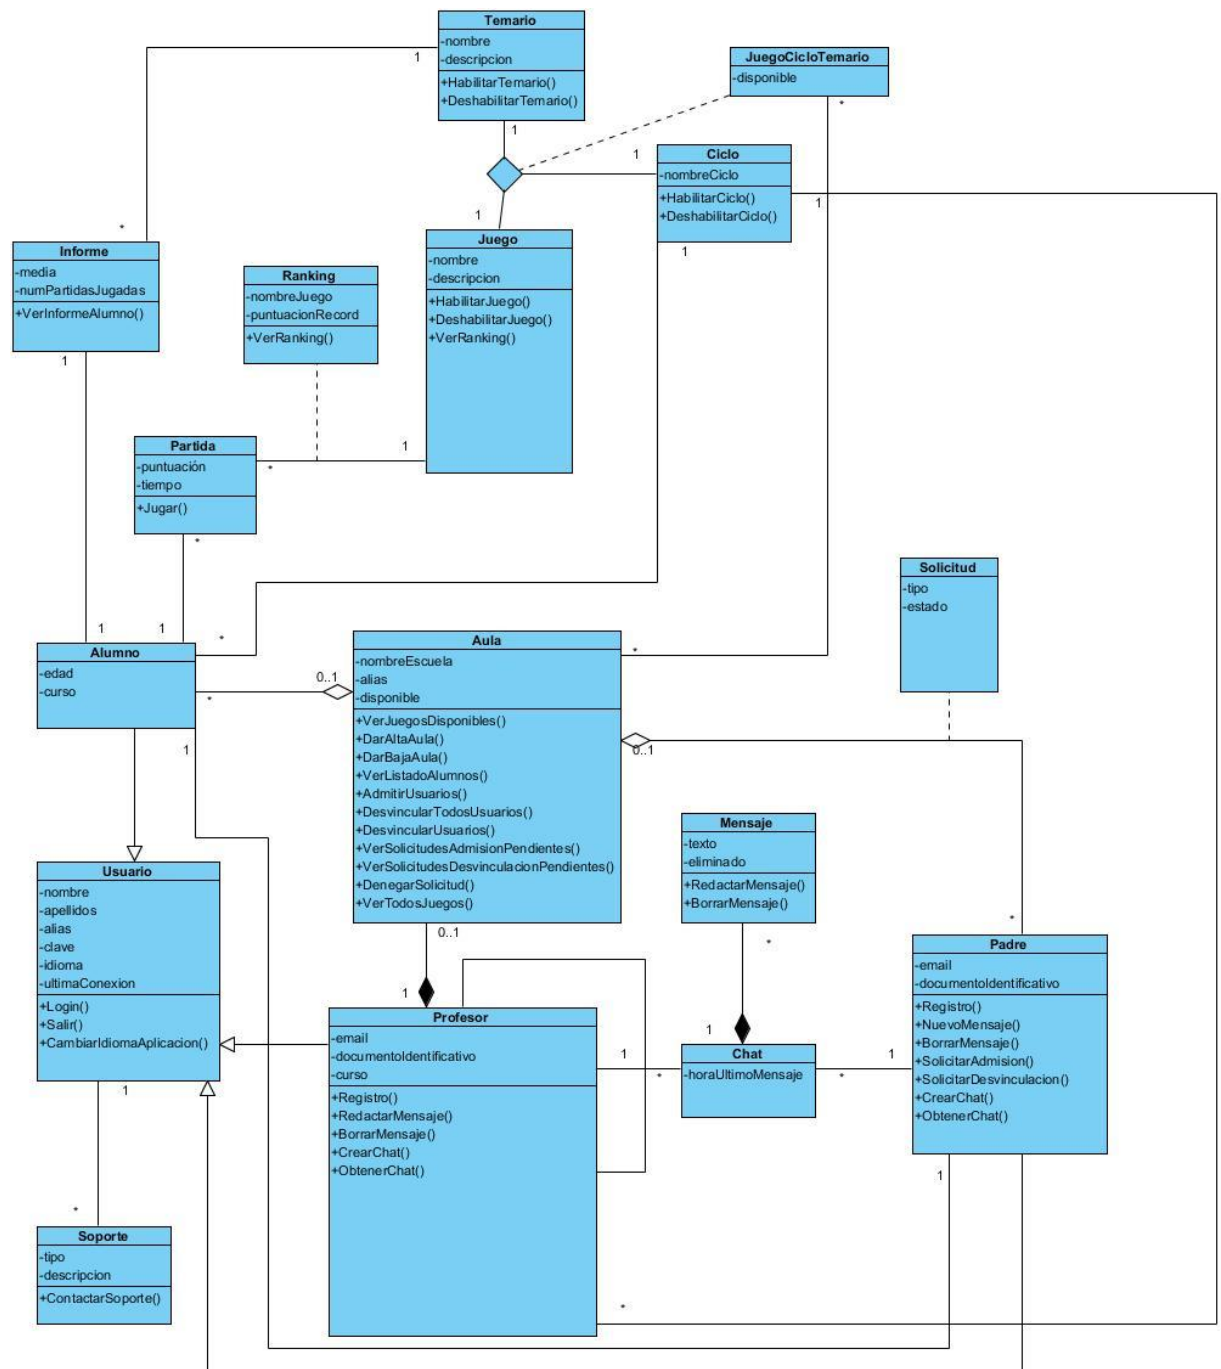 Temario
-nombre
-descripcion
+HabilitarTemario()
+DeshabilitarTemario()
1
1
JuegoCicloTemario
-disponible
*
Ciclo
-nombreCiclo
+HabilitarCiclo()
+DeshabilitarCiclo()
1
1
1
Juego
-nombre
-descripcion
+HabilitarJuego()
+DeshabilitarJuego()
+VerRanking()
1
1
*
Informe
-media
-numPartidasJugadas
+VerInformeAlumno()
1
Ranking
-nombreJuego
-puntuacionRecord
+VerRanking()
Partida
-puntuación
-tiempo
+Jugar()
*
*
Solicitud
-tipo
-estado
1
1
*
Alumno
-edad
-curso
*
1
0..1
Aula
-nombreEscuela
-alias
-disponible
+VerJuegosDisponibles()
+DarAltaAula()
+DarBajaAula()
+VerListadoAlumnos()
+AdmitirUsuarios()
+DesvincularTodosUsuarios()
+DesvincularUsuarios()
+VerSolicitudesAdmisionPendientes()
+VerSolicitudesDesvinculacionPendientes()
+DenegarSolicitud()
+VerTodosJuegos()
*
0..1
0..1
Usuario
-nombre
-apellidos
-alias
-clave
-idioma
-ultimaConexion
+Login()
+Salir()
+CambiarIdiomaAplicacion()
1
Mensaje
-texto
-eliminado
+RedactarMensaje()
+BorrarMensaje()
*
*
Padre
-email
-documentoIdentificativo
+Registro()
+NuevoMensaje()
+BorrarMensaje()
+SolicitarAdmision()
+SolicitarDesvinculacion()
+CrearChat()
+ObtenerChat()
1
1
1
Profesor
-email
-documentoIdentificativo
-curso
+Registro()
+RedactarMensaje()
+BorrarMensaje()
+CrearChat()
+ObtenerChat()
1
*
1
Chat
-horaUltimoMensaje
*
*
Soporte
-tipo
-descripcion
+ContactarSoporte()
*